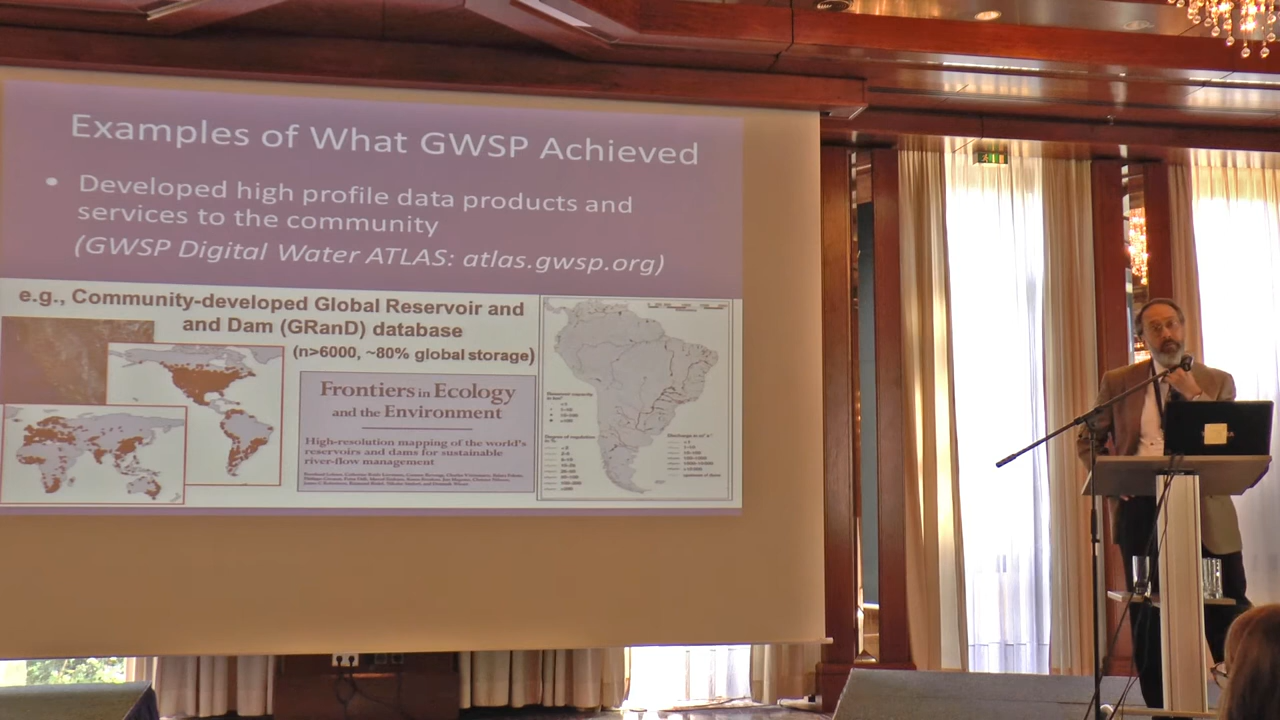 Examples of What GWSP Achieved
• Developed high profile data products and
services to the community
(GWSP Digital Water ATLAS: atlas.gwsp.org)
e.g., Community-developed Global Reservoir and
and Dam (GRanD) database
(n>6000, ~80% global storage)
Frontiers in Ecology
and the Environment
High-resolution mapping of the world's
reservoirs and dams for sustainable
river-flow management